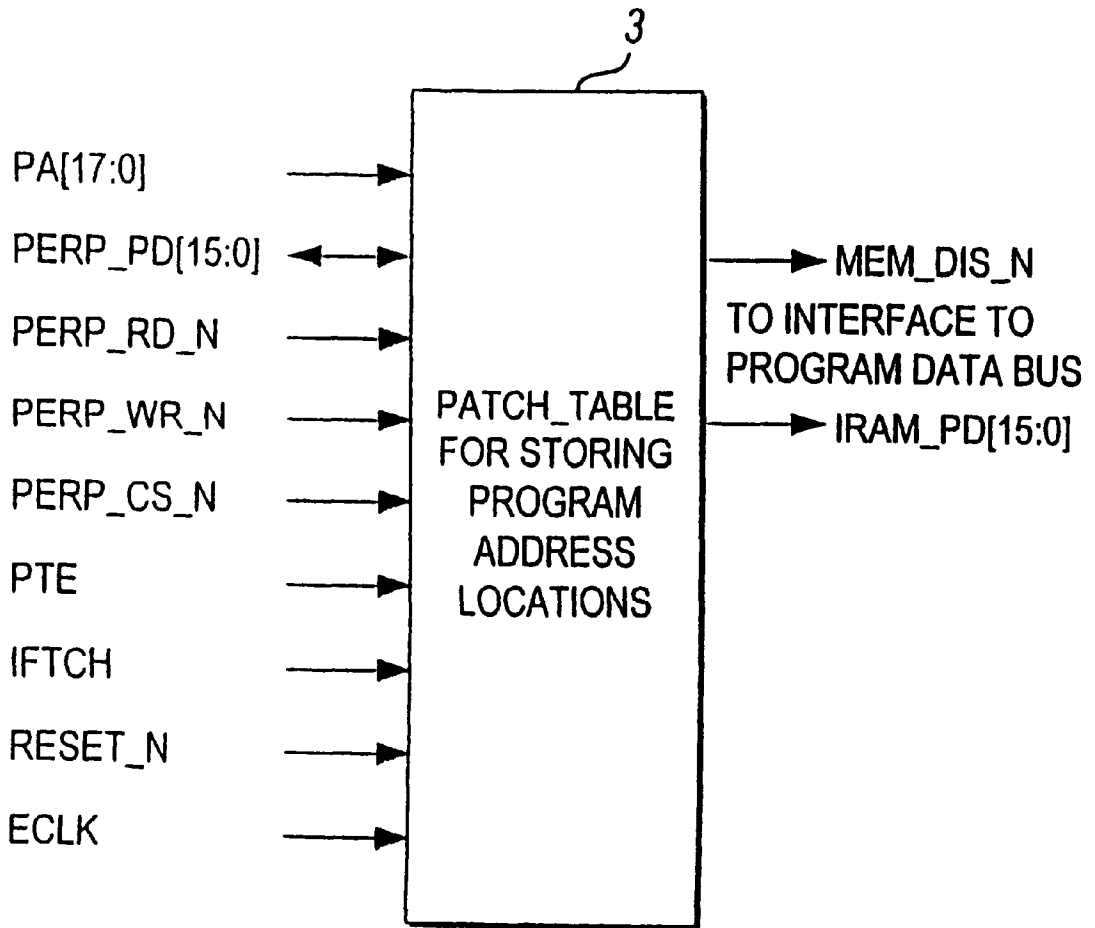 3
PA[17:0]
PERP_PD[15:0]
PERP_RD_N
PERP_WR_N
PERP_CS_N
PTE
IFTCH
RESET_N
ECLK
PATCH_TABLE
FOR STORING
PROGRAM
ADDRESS
LOCATIONS
MEM_DIS_N
TO INTERFACE TO
PROGRAM DATA BUS
IRAM_PD[15:0]